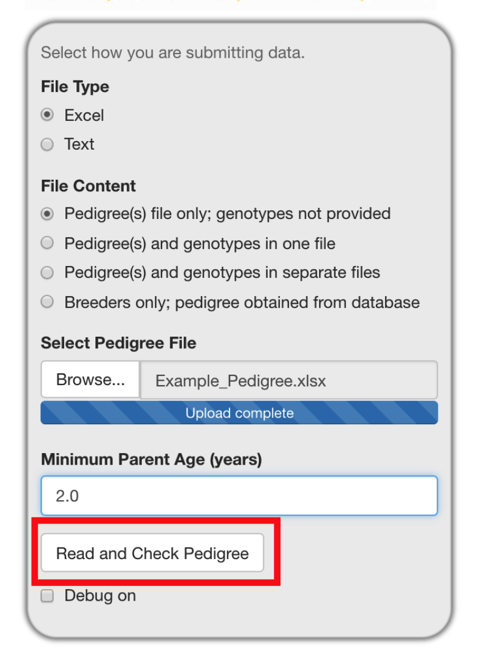 Select how you are submitting data.
File Type
Excel
Text
File Content
Pedigree(s) file only; genotypes not provided
Pedigree(s) and genotypes in one file
Pedigree(s) and genotypes in separate files
Breeders only; pedigree obtained from database
Select Pedigree File
Browse... Example_Pedigree.xlsx
Upload complete
Minimum Parent Age (years)
2.0
Read and Check Pedigree
Debug on